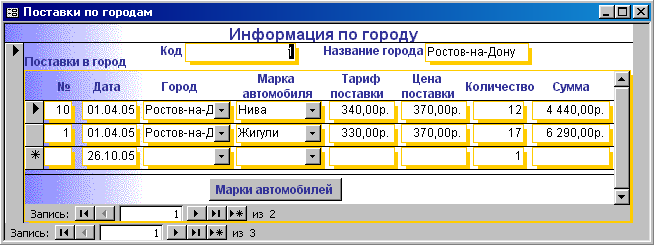 Поставки по городам
Информация по городу
Код 1 Название города Ростов-на-Дону
Поставки в город
№ Дата Город Марка автомобиля Тариф поставки Цена поставки Количество Сумма
10 01.04.05 Ростов-на-Д Нива 340,00р. 370,00р. 12 4 440,00р.
1 01.04.05 Ростов-на-Д Жигули 330,00р. 370,00р. 17 6 290,00р.
26.10.05 1
Марки автомобилей
Запись: 1 из 2
Запись: 1 из 3